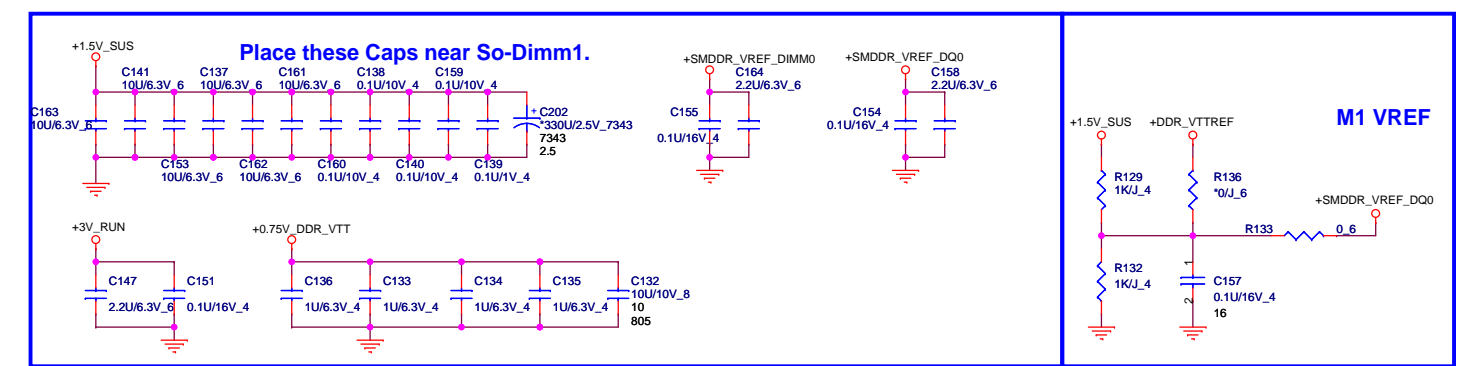 Place these Caps near So-Dimm1.
+1.5V_SUS
C141
10U/6.3V_6
C137
10U/6.3V_6
C161
10U/6.3V_6
C138
0.1U/10V_4
C159
0.1U/10V_4
C163
10U/6.3V_6
+
C202
*330U/2.5V_7343
7343
2.5
C153
10U/6.3V_6
C162
10U/6.3V_6
C160
0.1U/10V_4
C140
0.1U/10V_4
C139
0.1U/1V_4
+SMDDR_VREF_DIMM0
C164
2.2U/6.3V_6
C155
0.1U/16V_4
+SMDDR_VREF_DQ0
C158
2.2U/6.3V_6
C154
0.1U/16V_4
+3V_RUN
C147
2.2U/6.3V_6
C151
0.1U/16V_4
+0.75V_DDR_VTT
C136
1U/6.3V_4
C133
1U/6.3V_4
C134
1U/6.3V_4
C135
1U/6.3V_4
C132
10U/10V_8
10
805
M1 VREF
+1.5V_SUS
+DDR_VTTREF
R129
1K/J_4
R136
*0/J_6
+SMDDR_VREF_DQ0
R133
0_6
R132
1K/J_4
1
2
C157
0.1U/16V_4
16